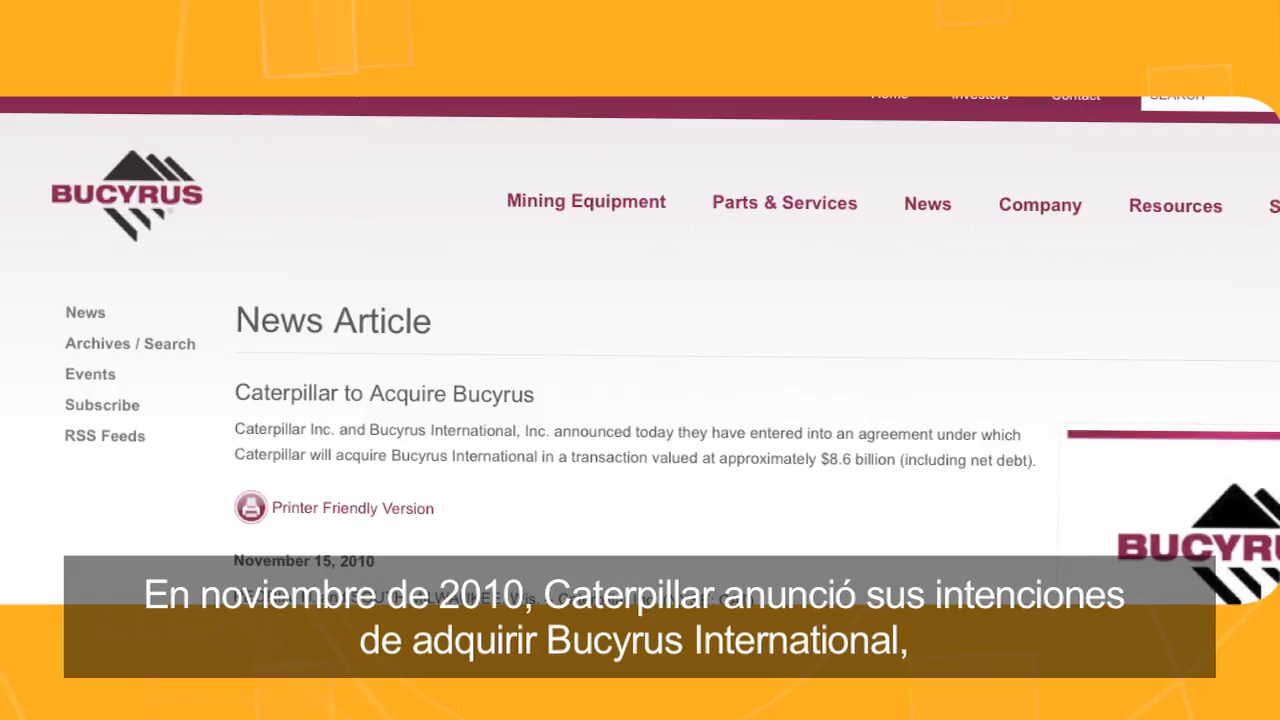 Home Investors Contact SEARCH
BUCYRUS
Mining Equipment Parts & Services News Company Resources S
News
Archives / Search
Events
Subscribe
RSS Feeds
News Article
Caterpillar to Acquire Bucyrus
Caterpillar Inc. and Bucyrus International, Inc. announced today they have entered into an agreement under which
Caterpillar will acquire Bucyrus International in a transaction valued at approximately $8.6 billion (including net debt).
Printer Friendly Version
BUCYRU
November 15, 2010
En noviembre de 2010, Caterpillar anunció sus intenciones
de adquirir Bucyrus International,